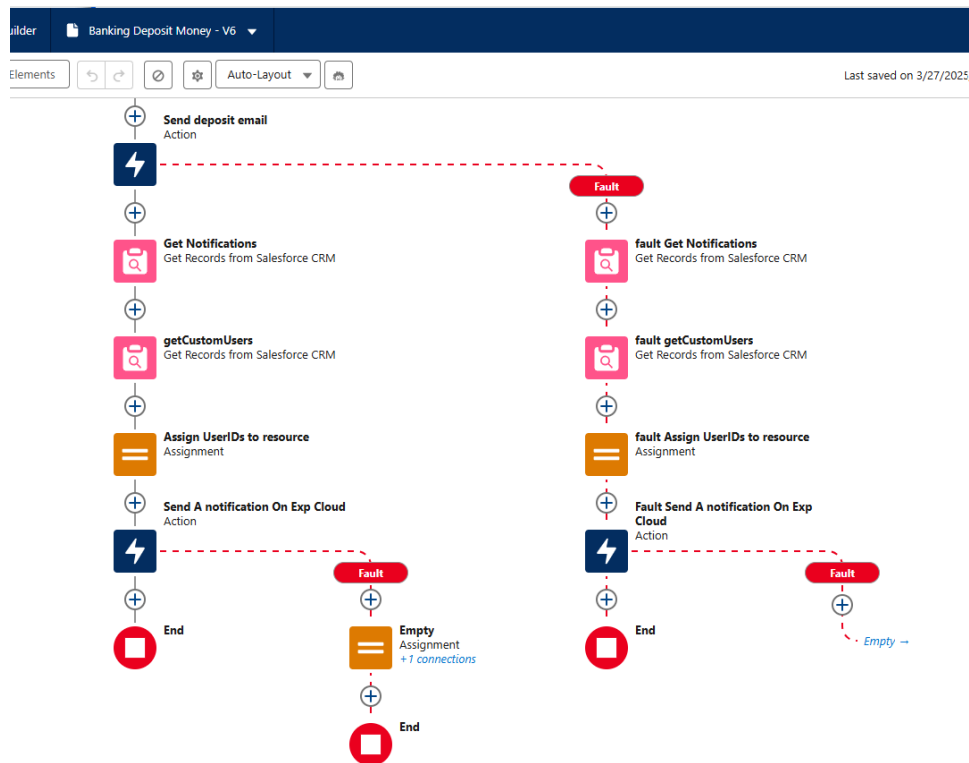 uilder
Banking Deposit Money - V6
Elements
Auto-Layout
Last saved on 3/27/2025,
Send deposit email
Action
Fault
Get Notifications
Get Records from Salesforce CRM
fault Get Notifications
Get Records from Salesforce CRM
getCustomUsers
Get Records from Salesforce CRM
fault getCustomUsers
Get Records from Salesforce CRM
Assign UserIDs to resource
Assignment
fault Assign UserIDs to resource
Assignment
Send A notification On Exp Cloud
Action
Fault Send A notification On Exp
Cloud
Action
Fault
Fault
End
Empty
Assignment
+1 connections
End
Empty →
End